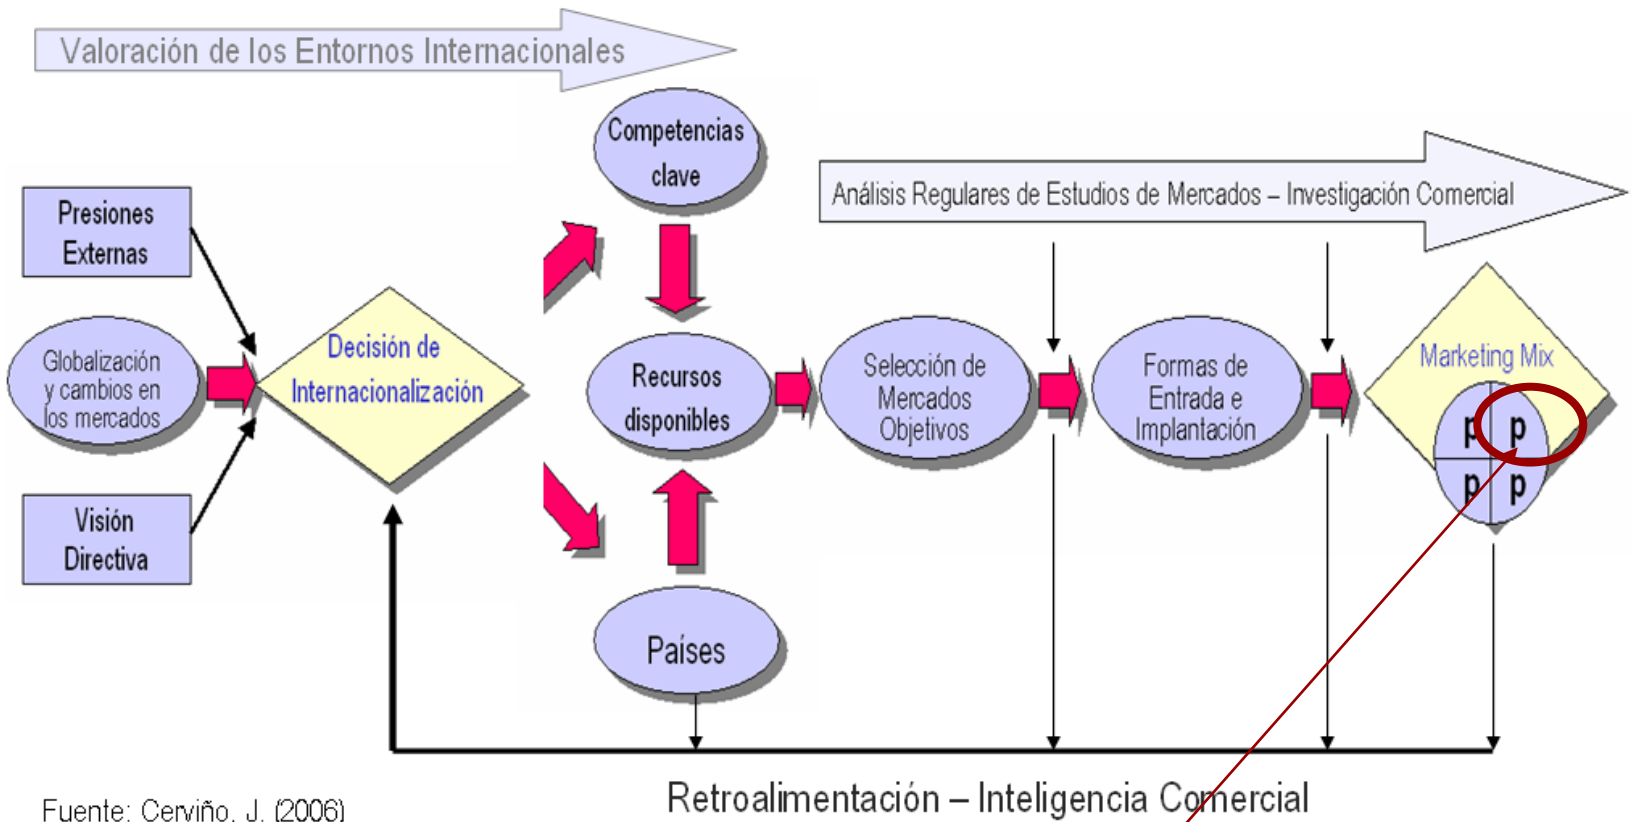 Valoración de los Entornos Internacionales
Competencias
clave
Análisis Regulares de Estudios de Mercados – Investigación Comercial
Presiones
Externas
Globalización
y cambios en
los mercados
Decisión de
Internacionalización
Visión
Directiva
Recursos
disponibles
Países
Selección de
Mercados
Objetivos
Formas de
Entrada e
Implantación
Marketing Mix
p p
p p
Retroalimentación – Inteligencia Comercial
Fuente: Cerviño, J. (2006)